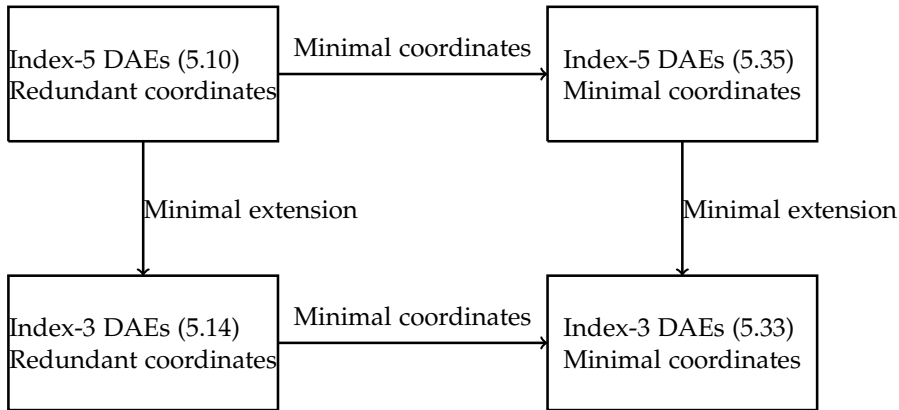 Index-5 DAEs (5.10)
Redundant coordinates
Minimal coordinates
Index-5 DAEs (5.35)
Minimal coordinates
Minimal extension
Minimal extension
Index-3 DAEs (5.14)
Redundant coordinates
Minimal coordinates
Index-3 DAEs (5.33)
Minimal coordinates